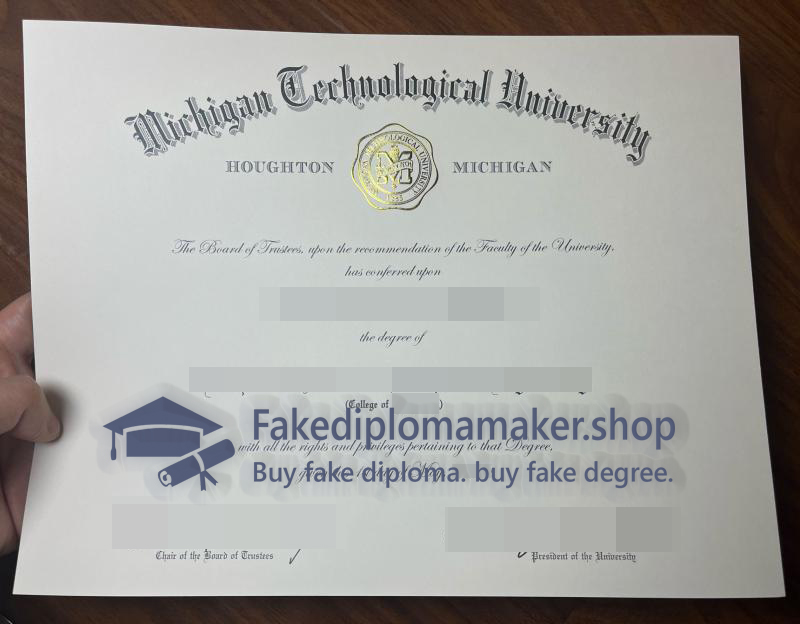 Michigan Technological University
HOUGHTON MICHIGAN
The Board of Trustees, upon the recommendation of the Faculty of the University,
has conferred upon
the degree of
(College of )
Fakediplomamaker.shop
with all the rights and privileges pertaining to that Degree,
Buy fake diploma. buy fake degree.
Chair of the Board of Trustees
President of the University